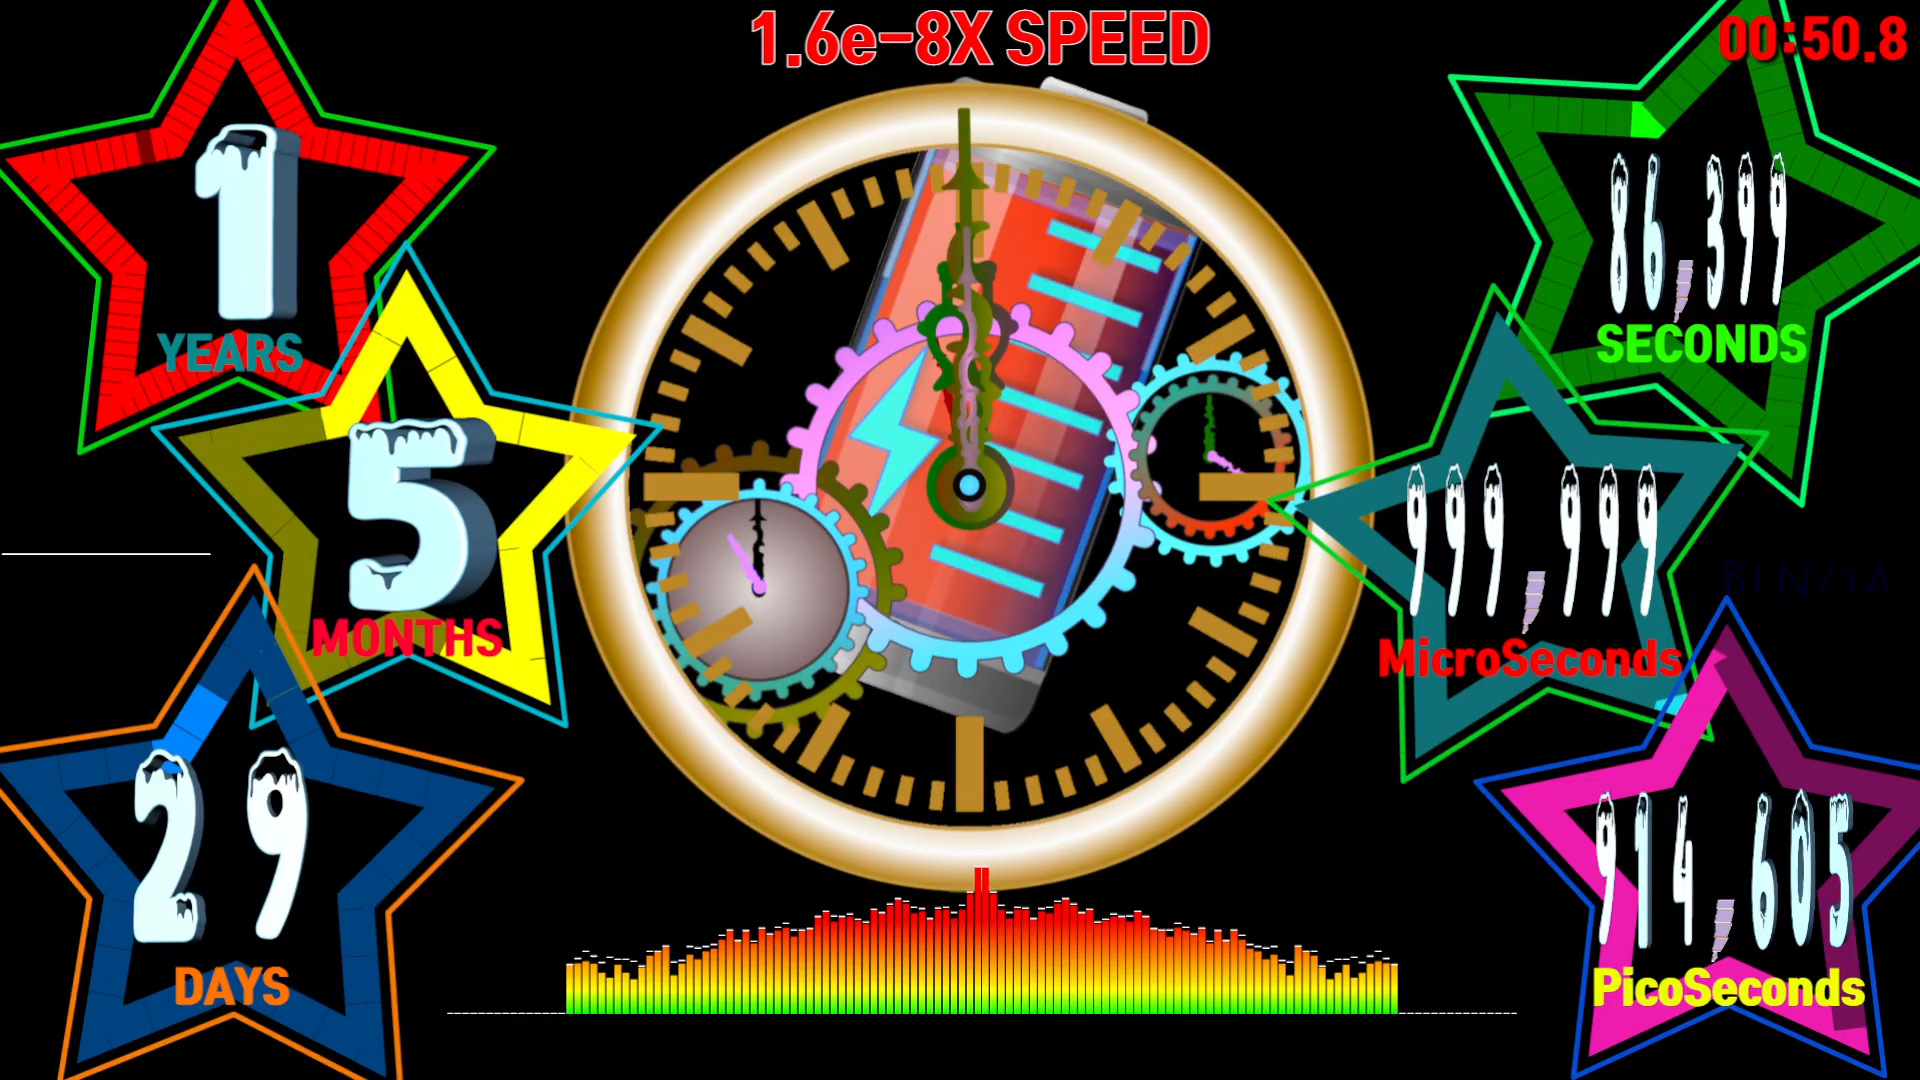 1.6e-8X SPEED
00:50.8
1
YEARS
86,399
SECONDS
5
MONTHS
999,999
MicroSeconds
BENZYA
29
DAYS
914,605
PicoSeconds